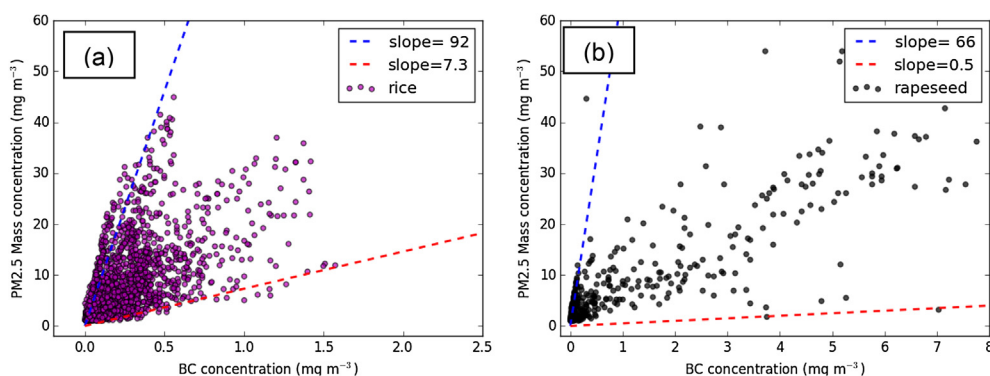 (a)
slope= 92
slope=7.3
rice
PM2.5 Mass concentration (mg m⁻³)
60
50
40
30
20
10
0
0.0 0.5 1.0 1.5 2.0 2.5
BC concentration (mg m⁻³)
(b)
slope= 66
slope=0.5
rapeseed
PM2.5 Mass concentration (mg m⁻³)
60
50
40
30
20
10
0
0 1 2 3 4 5 6 7 8
BC concentration (mg m⁻³)